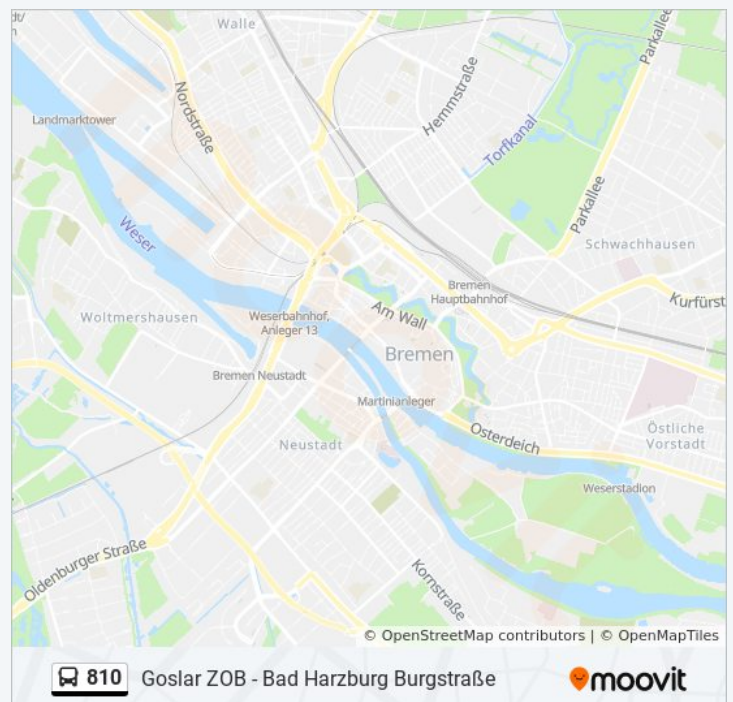 Walle
Parkallee
Hemmstraße
Nordstraße
Landmarktower
Torfkanal
Parkallee
Weser
Schwachhausen
Bremen
Hauptbahnhof
Kurfürst
Woltmershausen
Weserbahnhof,
Anleger 13
Am Wall
Bremen
Bremen Neustadt
Martinianleger
Neustadt
Osterdeich
Östliche
Vorstadt
Weserstadion
Oldenburger Straße
Kornstraße
© OpenStreetMap contributors | © OpenMapTiles
810 Goslar ZOB - Bad Harzburg Burgstraße
moovit